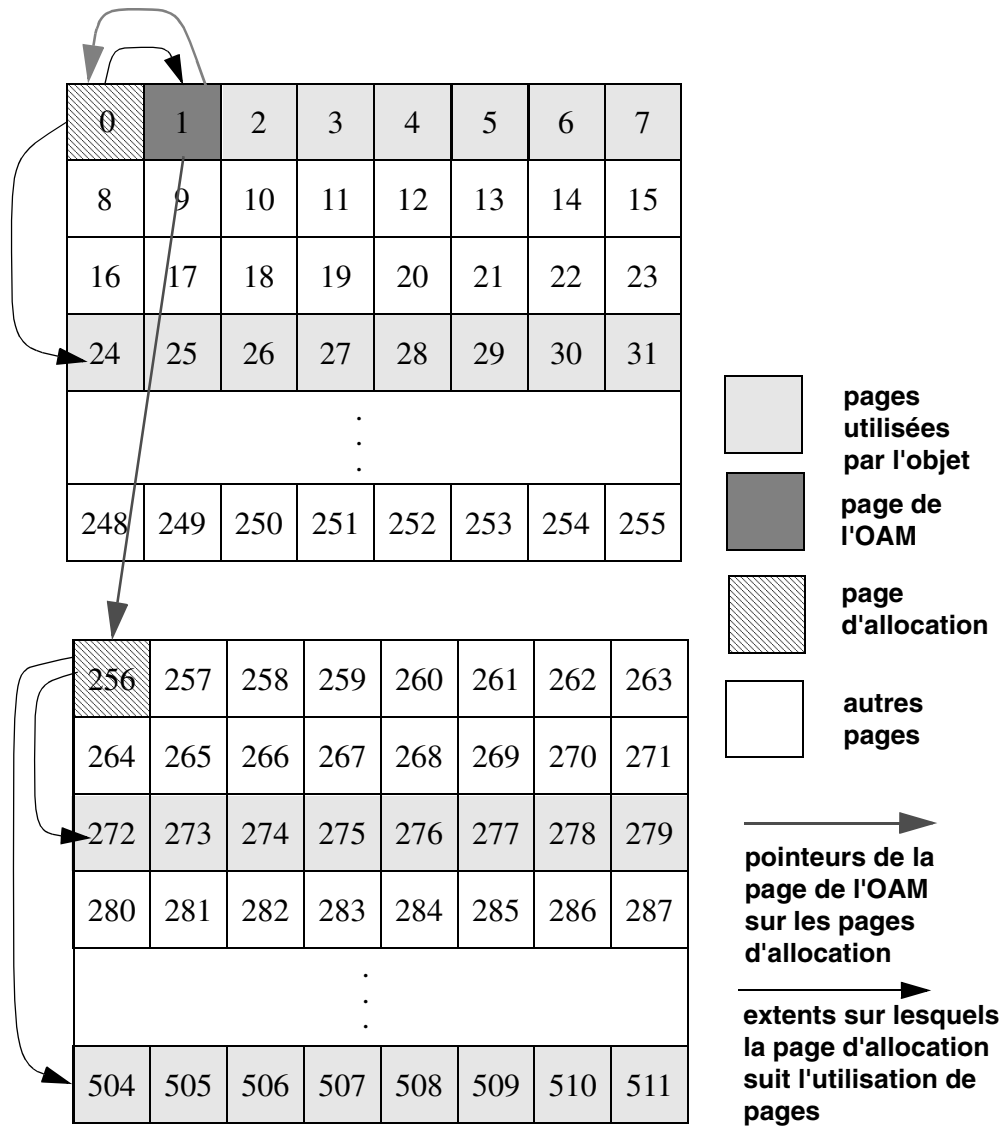 0 1 2 3 4 5 6 7
8 9 10 11 12 13 14 15
16 17 18 19 20 21 22 23
24 25 26 27 28 29 30 31
.
.
.
248 249 250 251 252 253 254 255
256 257 258 259 260 261 262 263
264 265 266 267 268 269 270 271
272 273 274 275 276 277 278 279
280 281 282 283 284 285 286 287
.
.
.
504 505 506 507 508 509 510 511
pages
utilisées
par l'objet
page de
l'OAM
page
d'allocation
autres
pages
pointeurs de la
page de l'OAM
sur les pages
d'allocation
extents sur lesquels
la page d'allocation
suit l'utilisation de
pages